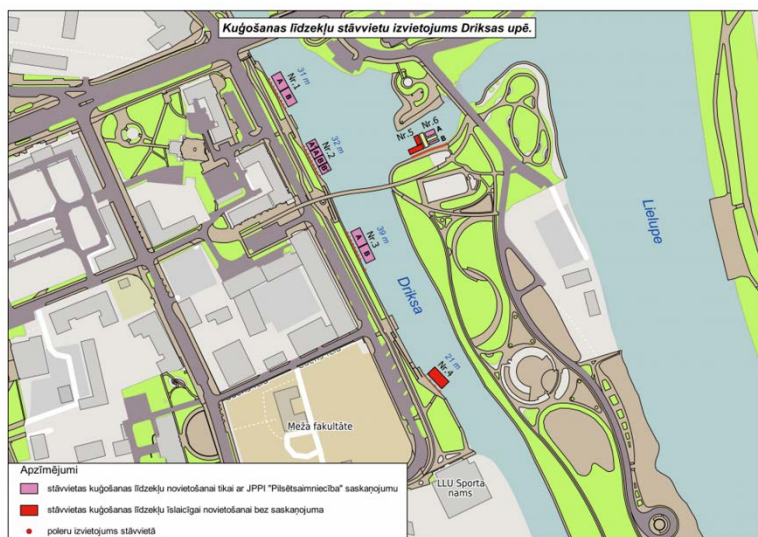 Kuģošanas līdzekļu stāvvietu izvietojums Driksas upē.
31 m
Nr.1
A
B
32 m
Nr.2
A
A
B
B
Nr.5
Nr.6
A
B
39 m
Nr.3
A
B
Lielupe
Driksa
21 m
Nr.4
Meža fakultāte
LLU Sporta
nams
Apzīmējumi
stāvvietas kuģošanas līdzekļu novietošanai tikai ar JPPI "Pilsētsaimniecība" saskaņojumu
stāvvietas kuģošanas līdzekļu īslaicīgai novietošanai bez saskaņojuma
poleru izvietojums stāvvietā